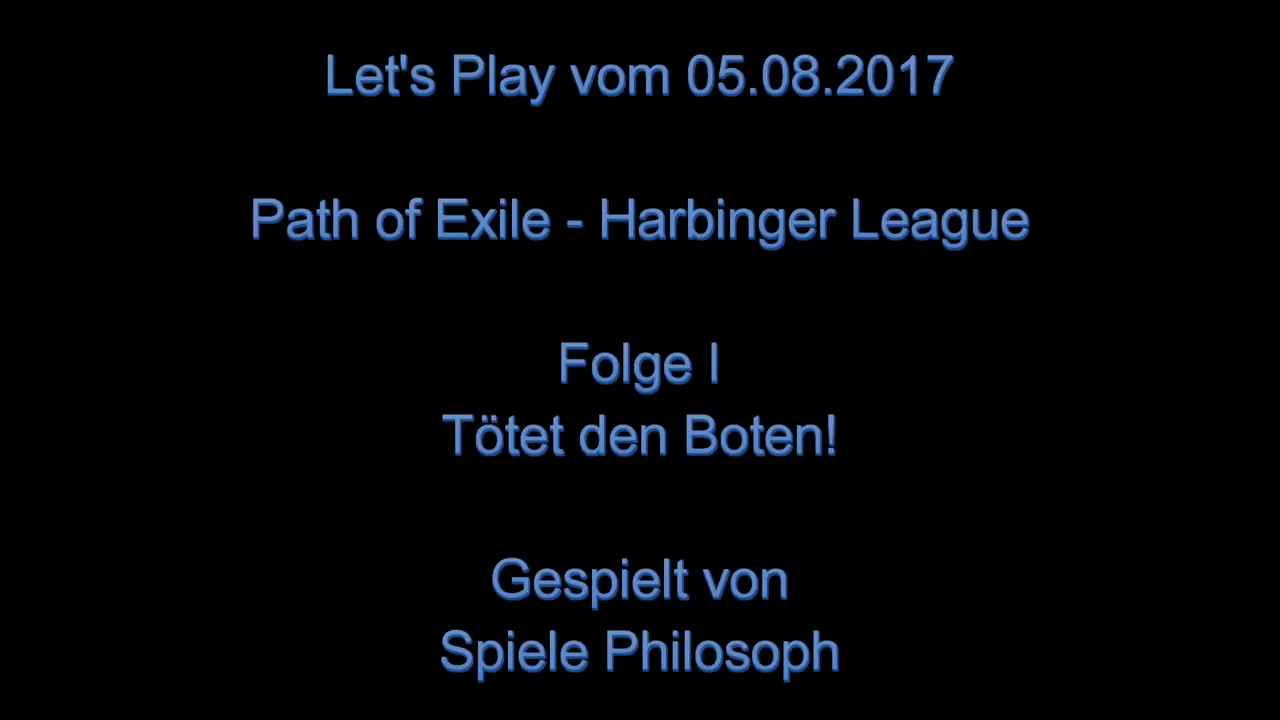 Let's Play vom 05.08.2017
Path of Exile - Harbinger League
Folge I
Tötet den Boten!
Gespielt von
Spiele Philosoph